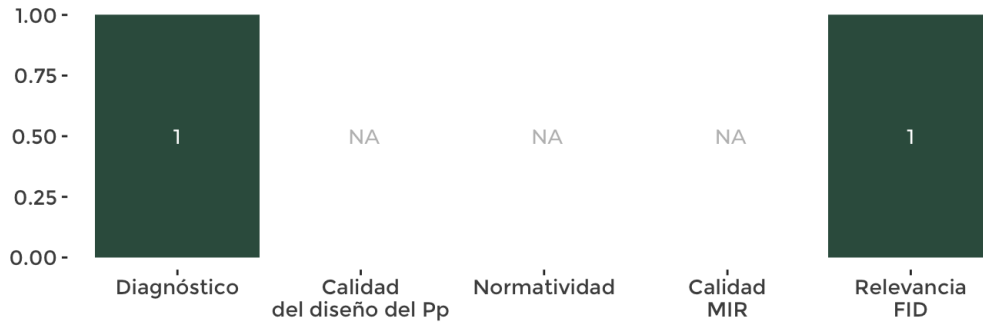 1.00
0.75
0.50
0.25
0.00
1
NA
NA
NA
1
Diagnóstico
Calidad
del diseño del Pp
Normatividad
Calidad
MIR
Relevancia
FID